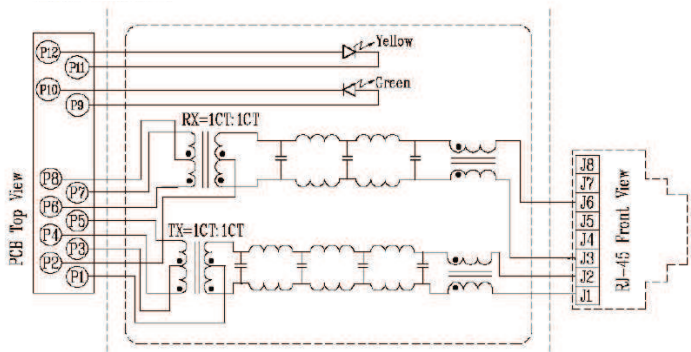 P12
Yellow
P11
P10
Green
P9
RX=1CT:1CT
P8
P7
P6
P5
TX=1CT:1CT
P4
P3
P2
P1
PCB Top View
J8
J7
J6
J5
J4
J3
J2
J1
RJ-45 Front View